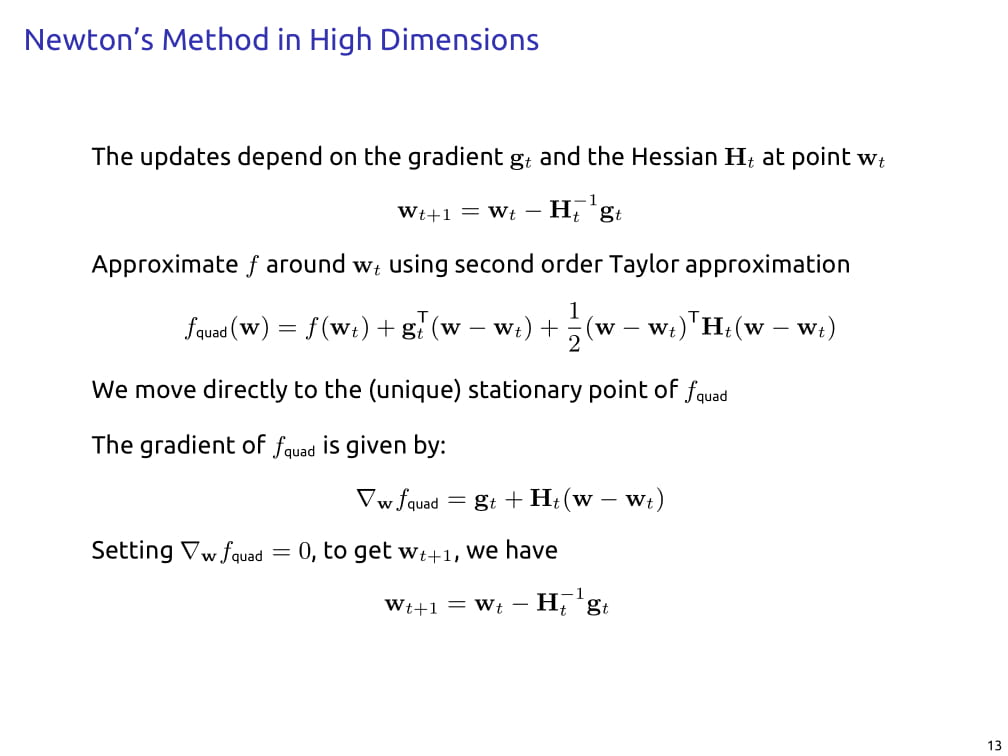 Newton's Method in High Dimensions
The updates depend on the gradient $\mathbf{g}_t$ and the Hessian $\mathbf{H}_t$ at point $\mathbf{w}_t$
$\mathbf{w}_{t+1} = \mathbf{w}_t - \mathbf{H}_t^{-1}\mathbf{g}_t$
Approximate $f$ around $\mathbf{w}_t$ using second order Taylor approximation
$f_{\text{quad}}(\mathbf{w}) = f(\mathbf{w}_t) + \mathbf{g}_t^{\mathsf{T}}(\mathbf{w} - \mathbf{w}_t) + \frac{1}{2}(\mathbf{w} - \mathbf{w}_t)^{\mathsf{T}}\mathbf{H}_t(\mathbf{w} - \mathbf{w}_t)$
We move directly to the (unique) stationary point of $f_{\text{quad}}$
The gradient of $f_{\text{quad}}$ is given by:
$\nabla_{\mathbf{w}} f_{\text{quad}} = \mathbf{g}_t + \mathbf{H}_t(\mathbf{w} - \mathbf{w}_t)$
Setting $\nabla_{\mathbf{w}} f_{\text{quad}} = 0$, to get $\mathbf{w}_{t+1}$, we have
$\mathbf{w}_{t+1} = \mathbf{w}_t - \mathbf{H}_t^{-1}\mathbf{g}_t$
13